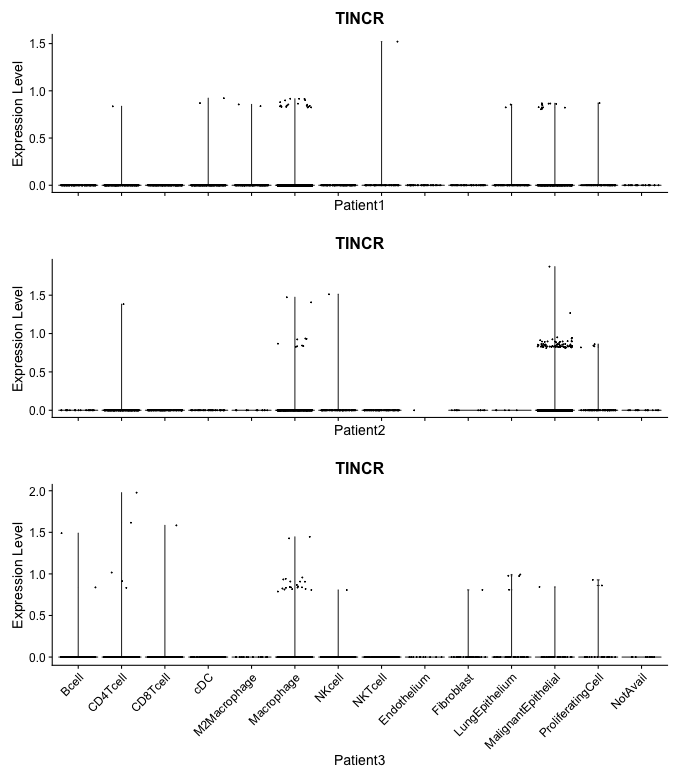 TINCR
Expression Level
1.5
1.0
0.5
0.0
Patient1
TINCR
Expression Level
1.5
1.0
0.5
0.0
Patient2
TINCR
Expression Level
2.0
1.5
1.0
0.5
0.0
Bcell
CD4Tcell
CD8Tcell
cDC
M2Macrophage
Macrophage
NKcell
NKTcell
Endothelium
Fibroblast
LungEpithelium
MalignantEpithelial
ProliferatingCell
NotAvail
Patient3